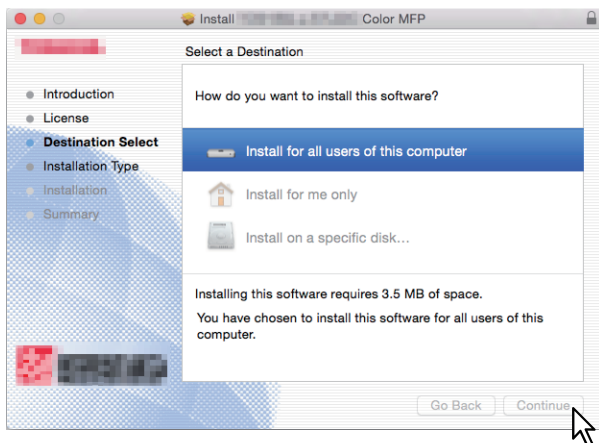 Install Color MFP
Select a Destination
Introduction
License
Destination Select
Installation Type
Installation
Summary
How do you want to install this software?
Install for all users of this computer
Install for me only
Install on a specific disk...
Installing this software requires 3.5 MB of space.
You have chosen to install this software for all users of this
computer.
Go Back
Continue